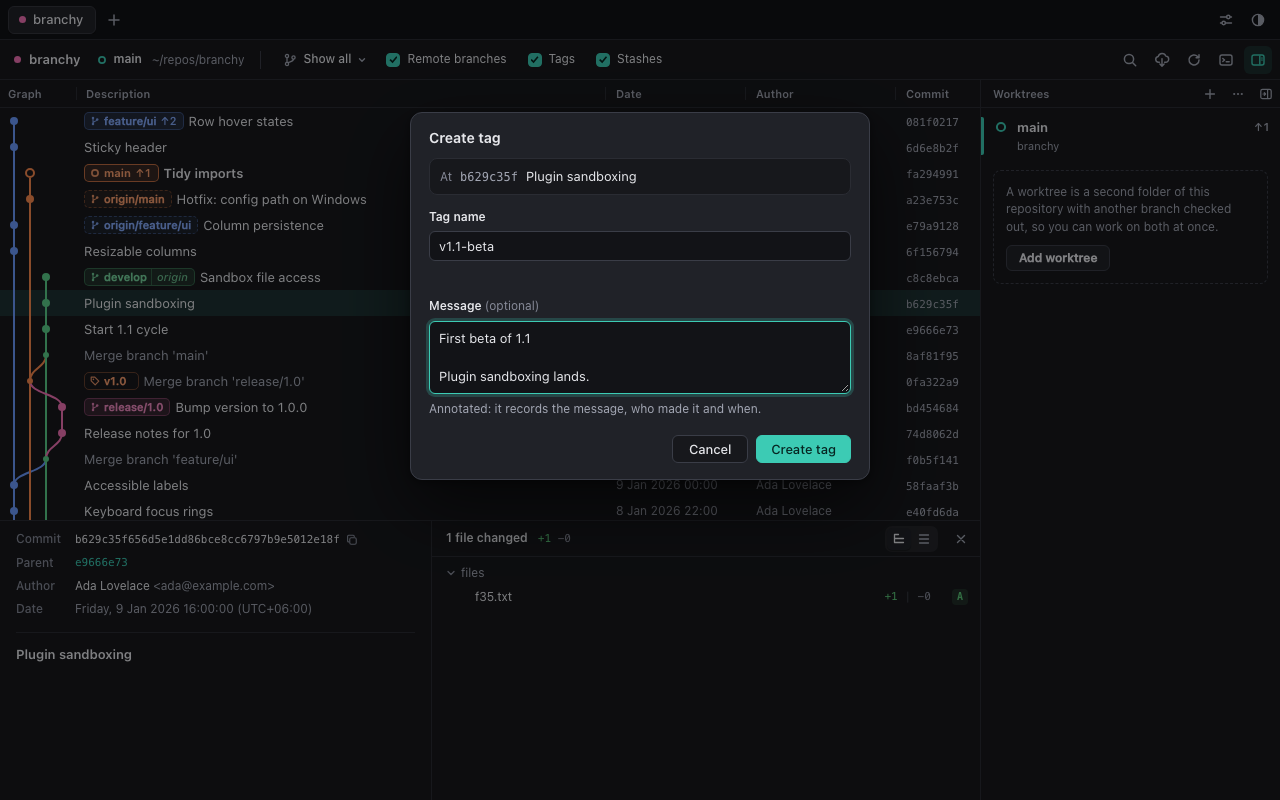 branchy
branchy main ~/repos/branchy Show all Remote branches Tags Stashes
Graph Description Date Author Commit Worktrees
feature/ui ↑2 Row hover states 081f0217
Sticky header 6d6e8b2f
main ↑1 Tidy imports fa294991
origin/main Hotfix: config path on Windows a23e753c
origin/feature/ui Column persistence e79a9128
Resizable columns 6f156794
develop origin Sandbox file access c8c8ebca
Plugin sandboxing b629c35f
Start 1.1 cycle e9666e73
Merge branch 'main' 8af81f95
v1.0 Merge branch 'release/1.0' 0fa322a9
release/1.0 Bump version to 1.0.0 bd454684
Release notes for 1.0 74d8062d
Merge branch 'feature/ui' f0b5f141
Accessible labels 9 Jan 2026 00:00 Ada Lovelace 58faaf3b
Keyboard focus rings 8 Jan 2026 22:00 Ada Lovelace e40fd6da
Create tag
At b629c35f Plugin sandboxing
Tag name
v1.1-beta
Message (optional)
First beta of 1.1
Plugin sandboxing lands.
Annotated: it records the message, who made it and when.
Cancel Create tag
main ↑1
branchy
A worktree is a second folder of this
repository with another branch checked
out, so you can work on both at once.
Add worktree
Commit b629c35f656d5e1dd86bce8cc6797b9e5012e18f
Parent e9666e73
Author Ada Lovelace <ada@example.com>
Date Friday, 9 Jan 2026 16:00:00 (UTC+06:00)
Plugin sandboxing
1 file changed +1 −0
files
f35.txt +1 −0 A